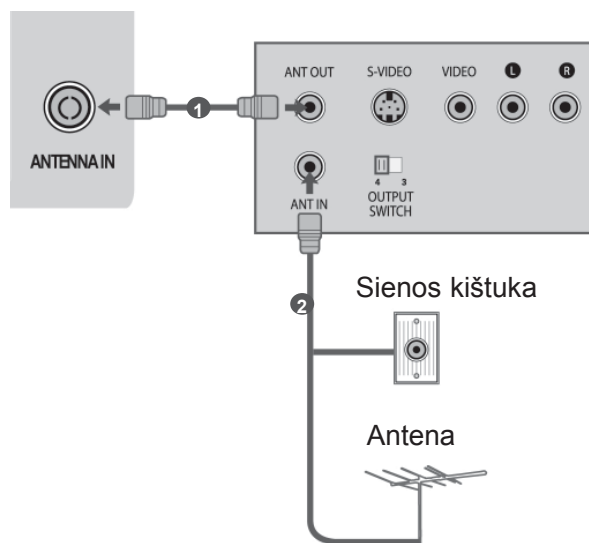 ANT OUT S-VIDEO VIDEO L R
1
ANTENNA IN
4 3
ANT IN
OUTPUT
SWITCH
2
Sienos kištuka
Antena